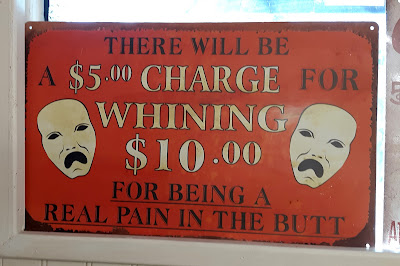 THERE WILL BE
A $5.00 CHARGE FOR
WHINING
$10.00
FOR BEING A
REAL PAIN IN THE BUTT